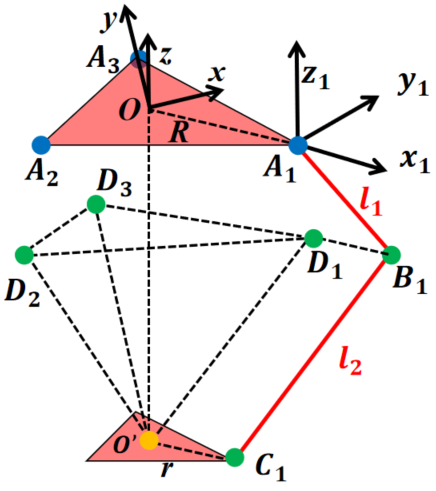 y
z
A₃
x
z₁
y₁
O
R
A₂
A₁
x₁
D₃
l₁
D₁
D₂
B₁
l₂
O'
r
C₁